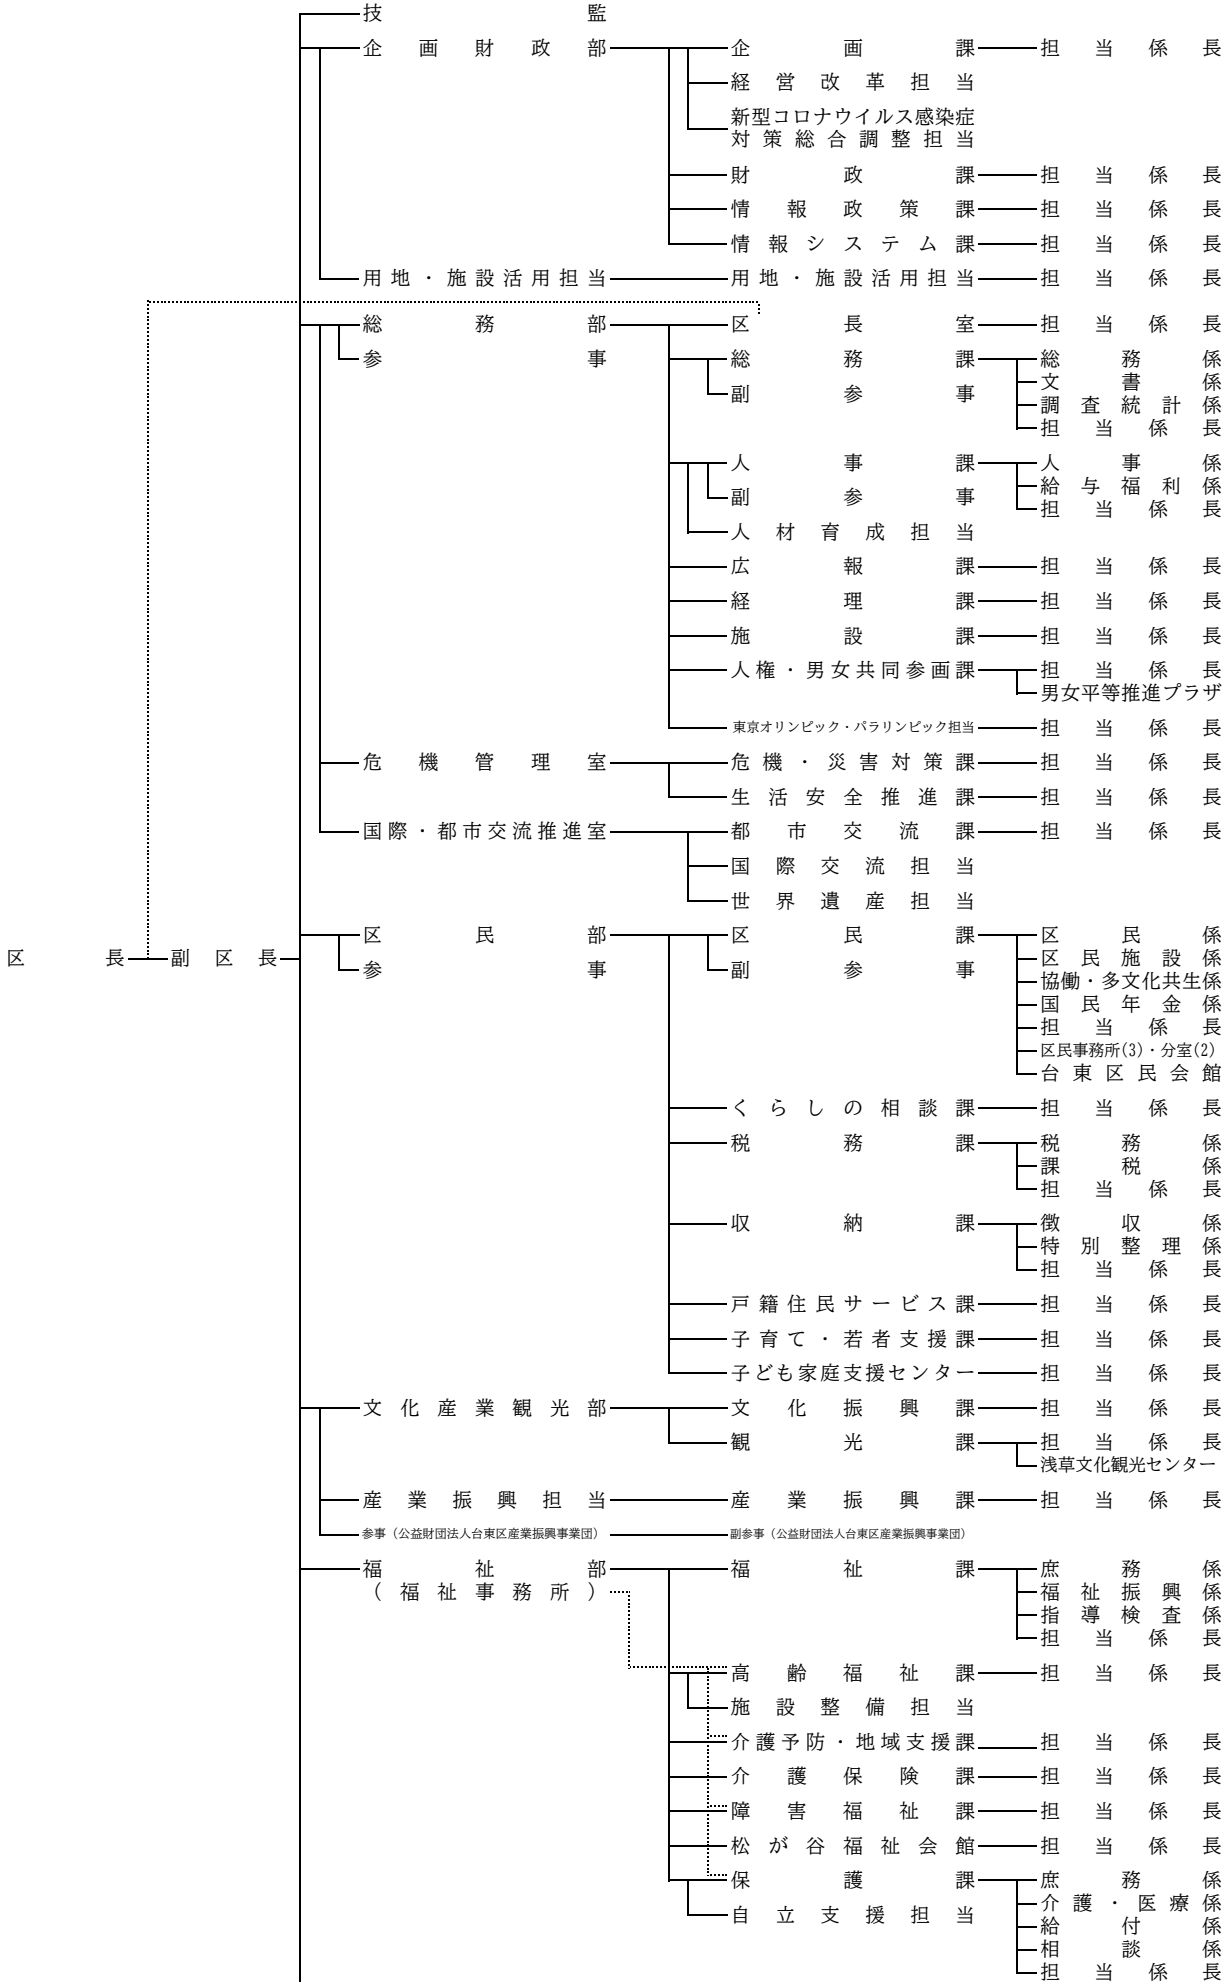 技監
企画財政部 企画課 担当係長
経営改革担当
新型コロナウイルス感染症
対策総合調整担当
財政課 担当係長
情報政策課 担当係長
情報システム課 担当係長
用地・施設活用担当 用地・施設活用担当 担当係長
総務部 区長室 担当係長
参事 総務課 総務係
文書係
副参事
調査統計係
担当係長
人事課 人事係
給与福利係
副参事
担当係長
人材育成担当
広報課 担当係長
経理課 担当係長
施設課 担当係長
人権・男女共同参画課 担当係長
男女平等推進プラザ
東京オリンピック・パラリンピック担当 担当係長
危機管理室 危機・災害対策課 担当係長
生活安全推進課 担当係長
国際・都市交流推進室 都市交流課 担当係長
国際交流担当
世界遺産担当
区民部 区民課 区民係
区長 副区長 区民施設係
参事 副参事
協働・多文化共生係
国民年金係
担当係長
区民事務所(3)・分室(2)
台東区民会館
くらしの相談課 担当係長
税務課 税務係
課税係
担当係長
収納課 徴収係
特別整理係
担当係長
戸籍住民サービス課 担当係長
子育て・若者支援課 担当係長
子ども家庭支援センター 担当係長
文化産業観光部 文化振興課 担当係長
観光課 担当係長
浅草文化観光センター
産業振興担当 産業振興課 担当係長
参事（公益財団法人台東区産業振興事業団） 副参事（公益財団法人台東区産業振興事業団）
福祉部 福祉課 庶務係
（福祉事務所） 福祉振興係
指導検査係
担当係長
高齢福祉課 担当係長
施設整備担当
介護予防・地域支援課 担当係長
介護保険課 担当係長
障害福祉課 担当係長
松が谷福祉会館 担当係長
保護課 庶務係
介護・医療係
自立支援担当
給付係
相談係
担当係長